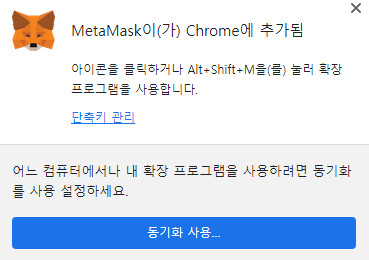 MetaMask이(가) Chrome에 추가됨
아이콘을 클릭하거나 Alt+Shift+M을(를) 눌러 확장
프로그램을 사용합니다.
단축키 관리
어느 컴퓨터에서나 내 확장 프로그램을 사용하려면 동기화
를 사용 설정하세요.
동기화 사용...